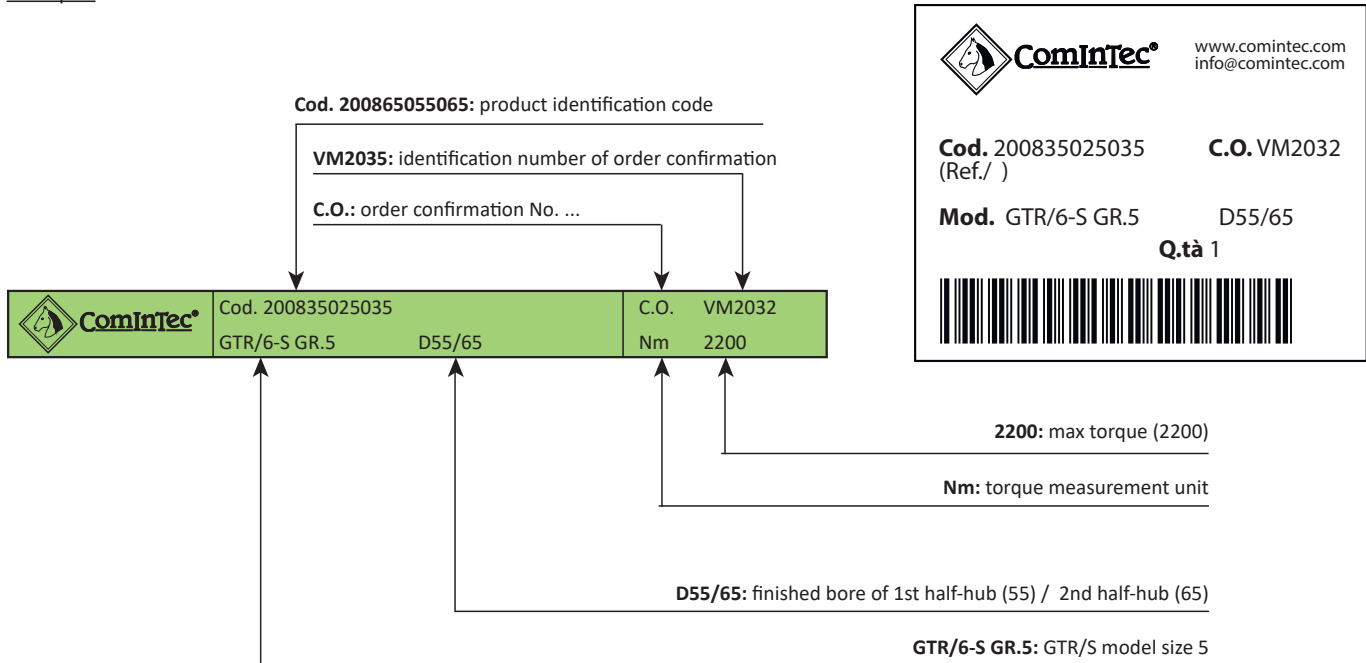 ComInTec®
www.comintec.com
info@comintec.com
Cod. 200835025035 C.O. VM2032
(Ref./ )
Mod. GTR/6-S GR.5 D55/65
Q.tà 1
Cod. 200865055065: product identification code
VM2035: identification number of order confirmation
C.O.: order confirmation No. ...
ComInTec®
Cod. 200835025035 C.O. VM2032
GTR/6-S GR.5 D55/65 Nm 2200
2200: max torque (2200)
Nm: torque measurement unit
D55/65: finished bore of 1st half-hub (55) / 2nd half-hub (65)
GTR/6-S GR.5: GTR/S model size 5